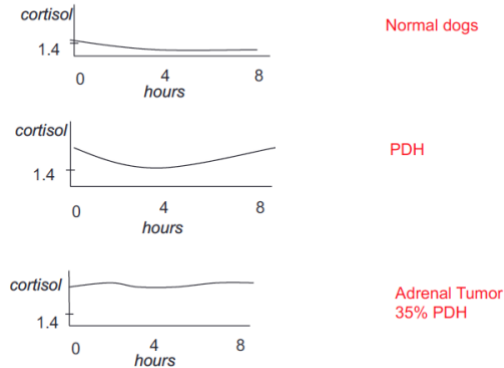 cortisol
Normal dogs
1.4
0 4 8
hours
cortisol
PDH
1.4
0 4 8
hours
cortisol
Adrenal Tumor
35% PDH
1.4
0 4 8
hours